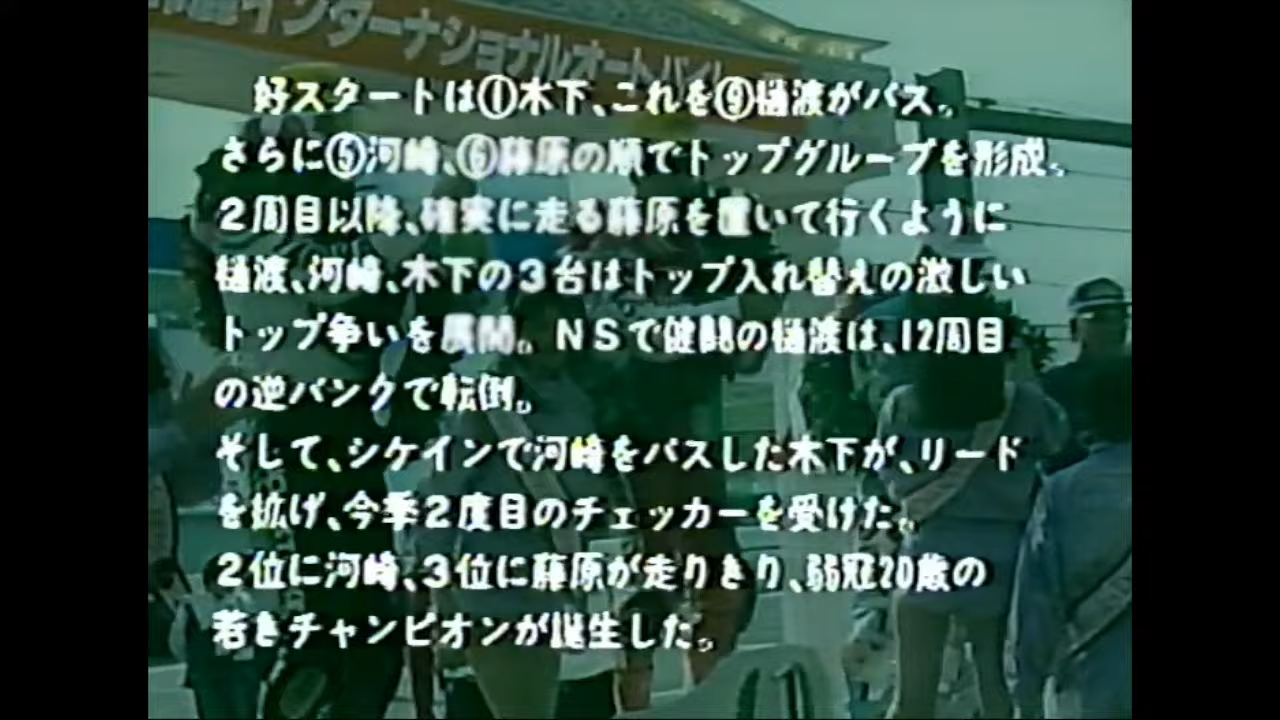 インターナショナルオートバイ
好スタートは①木下、これを⑨樋渡がパス。
さらに⑤河崎、⑥藤原の順でトップグループを形成。
2周目以降、確実に走る藤原を置いて行くように
樋渡、河崎、木下の3台はトップ入れ替えの激しい
トップ争いを展開。NSで健闘の樋渡は、12周目
の逆バンクで転倒。
そして、シケインで河崎をパスした木下が、リード
を拡げ、今季2度目のチェッカーを受けた。
2位に河崎、3位に藤原が走りきり、弱冠20歳の
若きチャンピオンが誕生した。